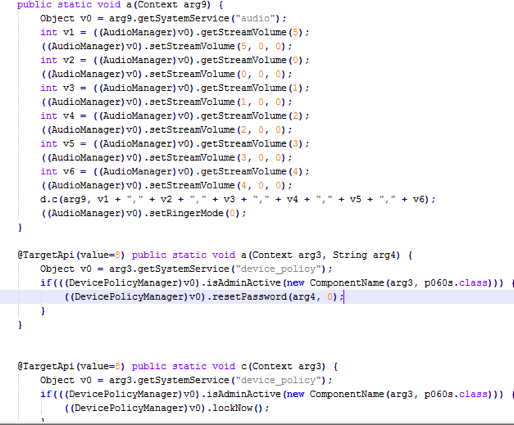 public static void a(Context arg9) {
Object v0 = arg9.getSystemService("audio");
int v1 = ((AudioManager)v0).getStreamVolume(5);
((AudioManager)v0).setStreamVolume(5, 0, 0);
int v2 = ((AudioManager)v0).getStreamVolume(0);
((AudioManager)v0).setStreamVolume(0, 0, 0);
int v3 = ((AudioManager)v0).getStreamVolume(1);
((AudioManager)v0).setStreamVolume(1, 0, 0);
int v4 = ((AudioManager)v0).getStreamVolume(2);
((AudioManager)v0).setStreamVolume(2, 0, 0);
int v5 = ((AudioManager)v0).getStreamVolume(3);
((AudioManager)v0).setStreamVolume(3, 0, 0);
int v6 = ((AudioManager)v0).getStreamVolume(4);
((AudioManager)v0).setStreamVolume(4, 0, 0);
d.c(arg9, v1 + "," + v2 + "," + v3 + "," + v4 + "," + v5 + "," + v6);
((AudioManager)v0).setRingerMode(0);
}
@TargetApi(value=8) public static void a(Context arg3, String arg4) {
Object v0 = arg3.getSystemService("device_policy");
if(((DevicePolicyManager)v0).isAdminActive(new ComponentName(arg3, p060s.class))) {
((DevicePolicyManager)v0).resetPassword(arg4, 0);
}
}
@TargetApi(value=8) public static void c(Context arg3) {
Object v0 = arg3.getSystemService("device_policy");
if(((DevicePolicyManager)v0).isAdminActive(new ComponentName(arg3, p060s.class))) {
((DevicePolicyManager)v0).lockNow();
}